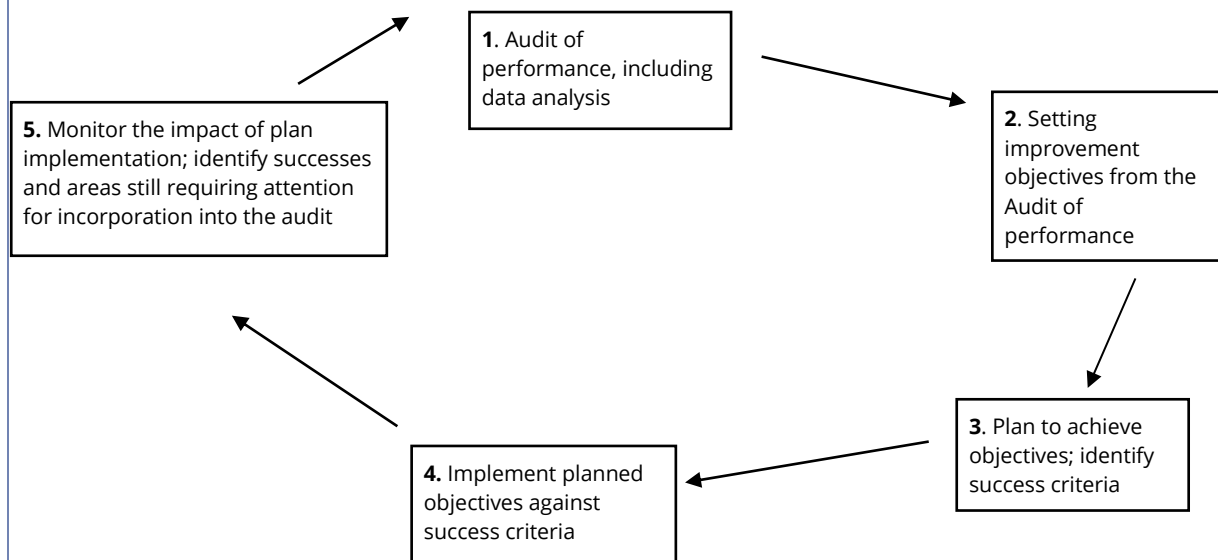 1. Audit of
performance, including
data analysis
2. Setting
improvement
objectives from the
Audit of
performance
3. Plan to achieve
objectives; identify
success criteria
4. Implement planned
objectives against
success criteria
5. Monitor the impact of plan
implementation; identify successes
and areas still requiring attention
for incorporation into the audit